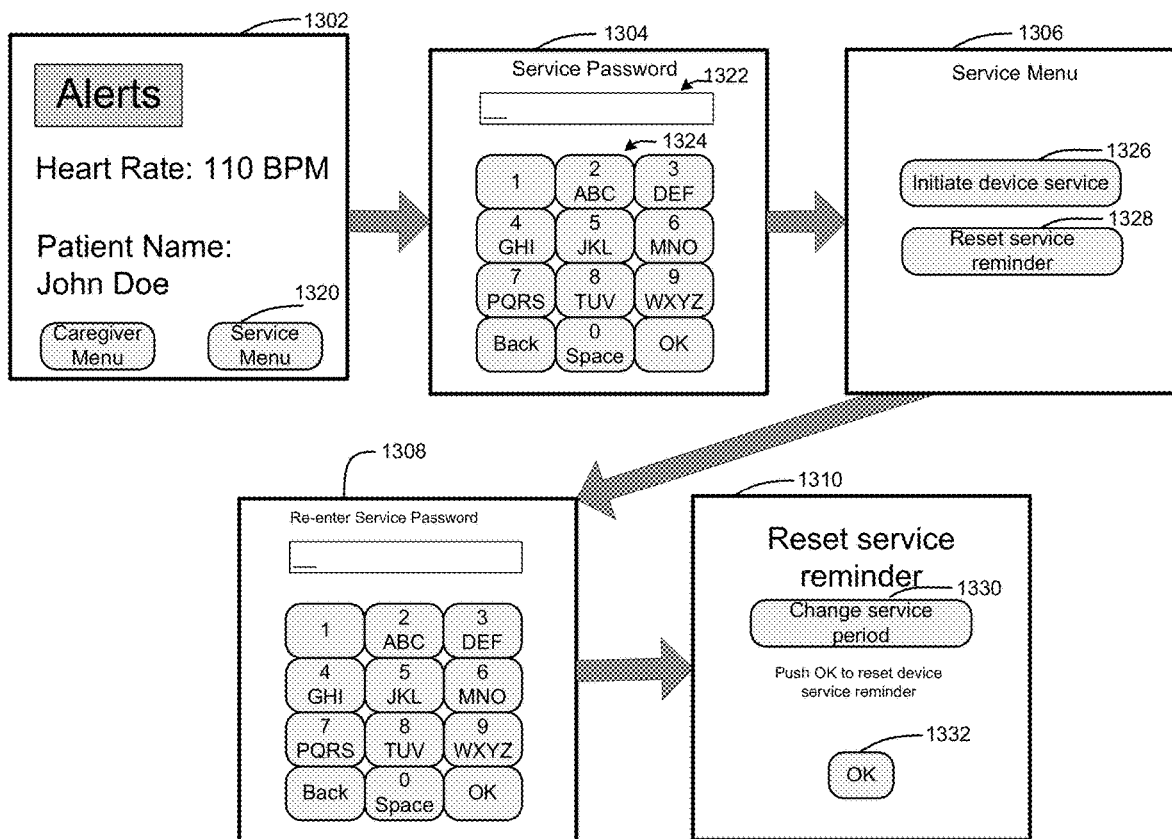 1302
Alerts
Heart Rate: 110 BPM
Patient Name:
John Doe
1320
Caregiver
Menu
Service
Menu
1304
Service Password
1322
__
1324
1
2
ABC
3
DEF
4
GHI
5
JKL
6
MNO
7
PQRS
8
TUV
9
WXYZ
Back
0
Space
OK
1306
Service Menu
1326
Initiate device service
1328
Reset service
reminder
1308
Re-enter Service Password
__
1
2
ABC
3
DEF
4
GHI
5
JKL
6
MNO
7
PQRS
8
TUV
9
WXYZ
Back
0
Space
OK
1310
Reset service
reminder
1330
Change service
period
Push OK to reset device
service reminder
1332
OK